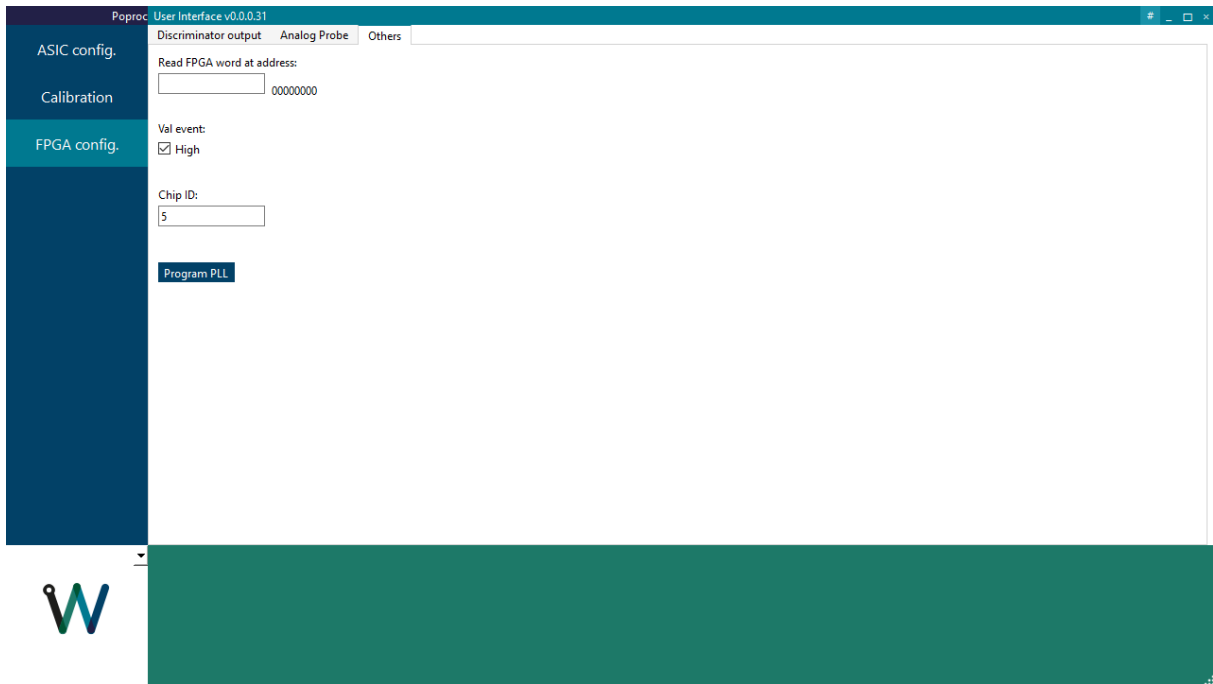 Poproc User Interface v0.0.0.31
# _ □ ×
ASIC config.
Calibration
FPGA config.
Discriminator output Analog Probe Others
Read FPGA word at address:
00000000
Val event:
High
Chip ID:
5
Program PLL
W